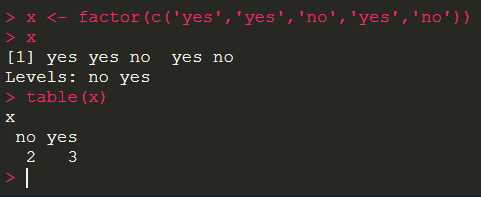 > x <- factor(c('yes','yes','no','yes','no'))
> x
[1] yes yes no  yes no
Levels: no yes
> table(x)
x
 no yes
  2   3
>